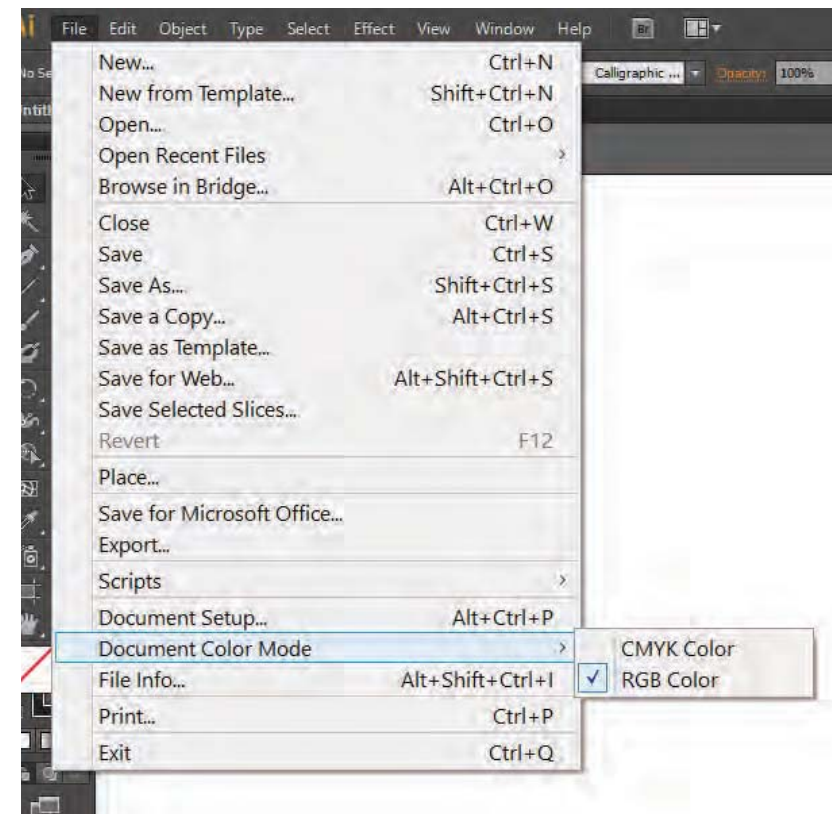 Ai File Edit Object Type Select Effect View Window Help Br
No Se Calligraphic ... Opacity: 100%
New... Ctrl+N
New from Template... Shift+Ctrl+N
Open... Ctrl+O
Open Recent Files
Browse in Bridge... Alt+Ctrl+O
Close Ctrl+W
Save Ctrl+S
Save As... Shift+Ctrl+S
Save a Copy... Alt+Ctrl+S
Save as Template...
Save for Web... Alt+Shift+Ctrl+S
Save Selected Slices...
Revert F12
Place...
Save for Microsoft Office...
Export...
Scripts
Document Setup... Alt+Ctrl+P
Document Color Mode
CMYK Color
File Info... Alt+Shift+Ctrl+I
RGB Color
Print... Ctrl+P
Exit Ctrl+Q